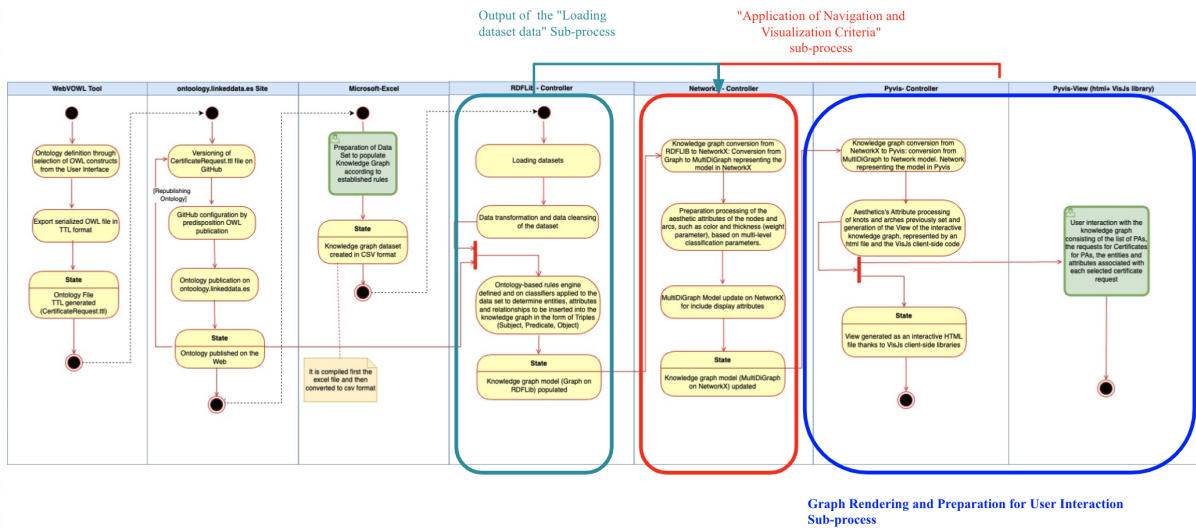 Output of  the "Loading
dataset data" Sub-process
"Application of Navigation and
Visualization Criteria"
sub-process
WebVOWL Tool
ontoology.linkeddata.es Site
Microsoft-Excel
RDFLib - Controller
NetworkX - Controller
Pyvis- Controller
Pyvis-View (html+ VisJs library)
Ontology definition through
selection of OWL constructs
from the User Interface
Export serialized OWL file in
TTL format
State
Ontology File
TTL generated
(CertificateRequest.ttl)
Versioning of
CertificateRequest.ttl file on
GitHub
[Republishing
Ontology]
GitHub configuration by
predisposition OWL
publication
Ontology publication on
ontoology.linkeddata.es
State
Ontology published on the
Web
Preparation of Data
Set to populate
Knowledge Graph
according to
established rules
State
Knowledge graph dataset
created in CSV format
It is compiled first the
excel file and then
converted to csv format
Loading datasets
Data transformation and data cleansing
of the dataset
Ontology-based rules engine
defined and on classifiers applied to the
data set to determine entities, attributes
and relationships to be inserted into the
knowledge graph in the form of Triples
(Subject, Predicate, Object)
State
Knowledge graph model (Graph on
RDFLib) populated
Knowledge graph conversion from
RDFLIB to NetworkX: Conversion from
Graph to MultiDiGraph representing the
model in NetworkX
Preparation processing of the
aesthetic attributes of the nodes and
arcs, such as color and thickness (weight
parameter), based on multi-level
classification parameters.
MultiDiGraph Model update on NetworkX
for include display attributes
State
Knowledge graph model (MultiDiGraph
on NetworkX) updated
Knowledge graph conversion from
NetworkX to Pyvis: conversion from
MultiDiGraph to Network model. Network
representing the model in Pyvis
Aesthetics's Attribute processing
of knots and arches previously set and
generation of the View of the interactive
knowledge graph, represented by an
html file and the VisJs client-side code.
State
View generated as an interactive HTML
file thanks to VisJs client-side libraries
User interaction with the
knowledge graph
consisting of the list of PAs,
the requests for Certificates
for PAs, the entities and
attributes associated with
each selected certificate
request
Graph Rendering and Preparation for User Interaction
Sub-process